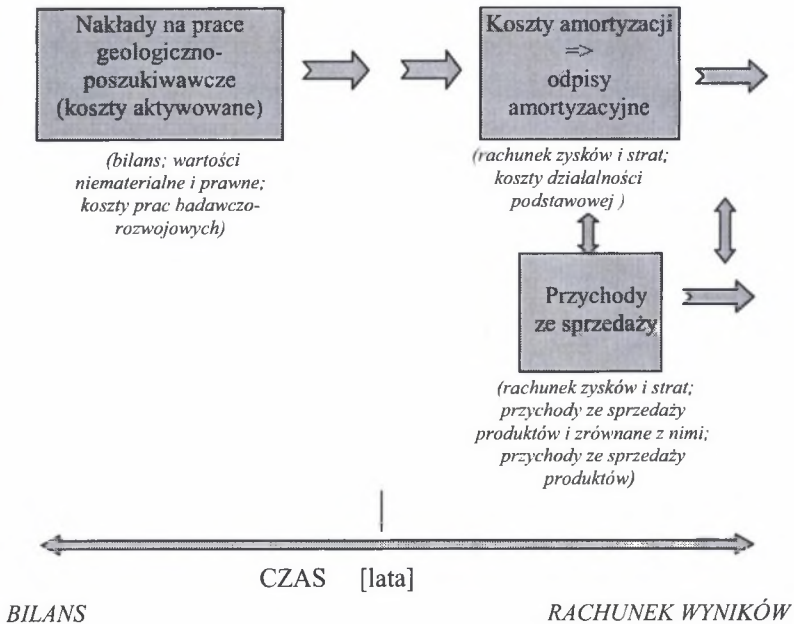 Nakłady na prace
geologiczno-
poszukiwawcze
(koszty aktywowane)
(bilans; wartości
niematerialne i prawne;
koszty prac badawczo-
rozwojowych)
Koszty amortyzacji
=>
odpisy
amortyzacyjne
(rachunek zysków i strat;
koszty działalności
podstawowej )
Przychody
ze sprzedaży
(rachunek zysków i strat;
przychody ze sprzedaży
produktów i zrównane z nimi;
przychody ze sprzedaży
produktów)
CZAS [lata]
BILANS RACHUNEK WYNIKÓW